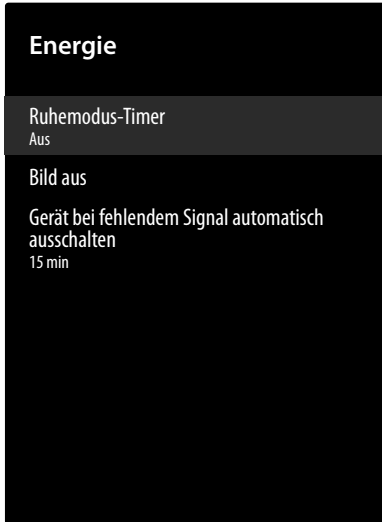 Energie
Ruhemodus-Timer
Aus
Bild aus
Gerät bei fehlendem Signal automatisch
ausschalten
15 min